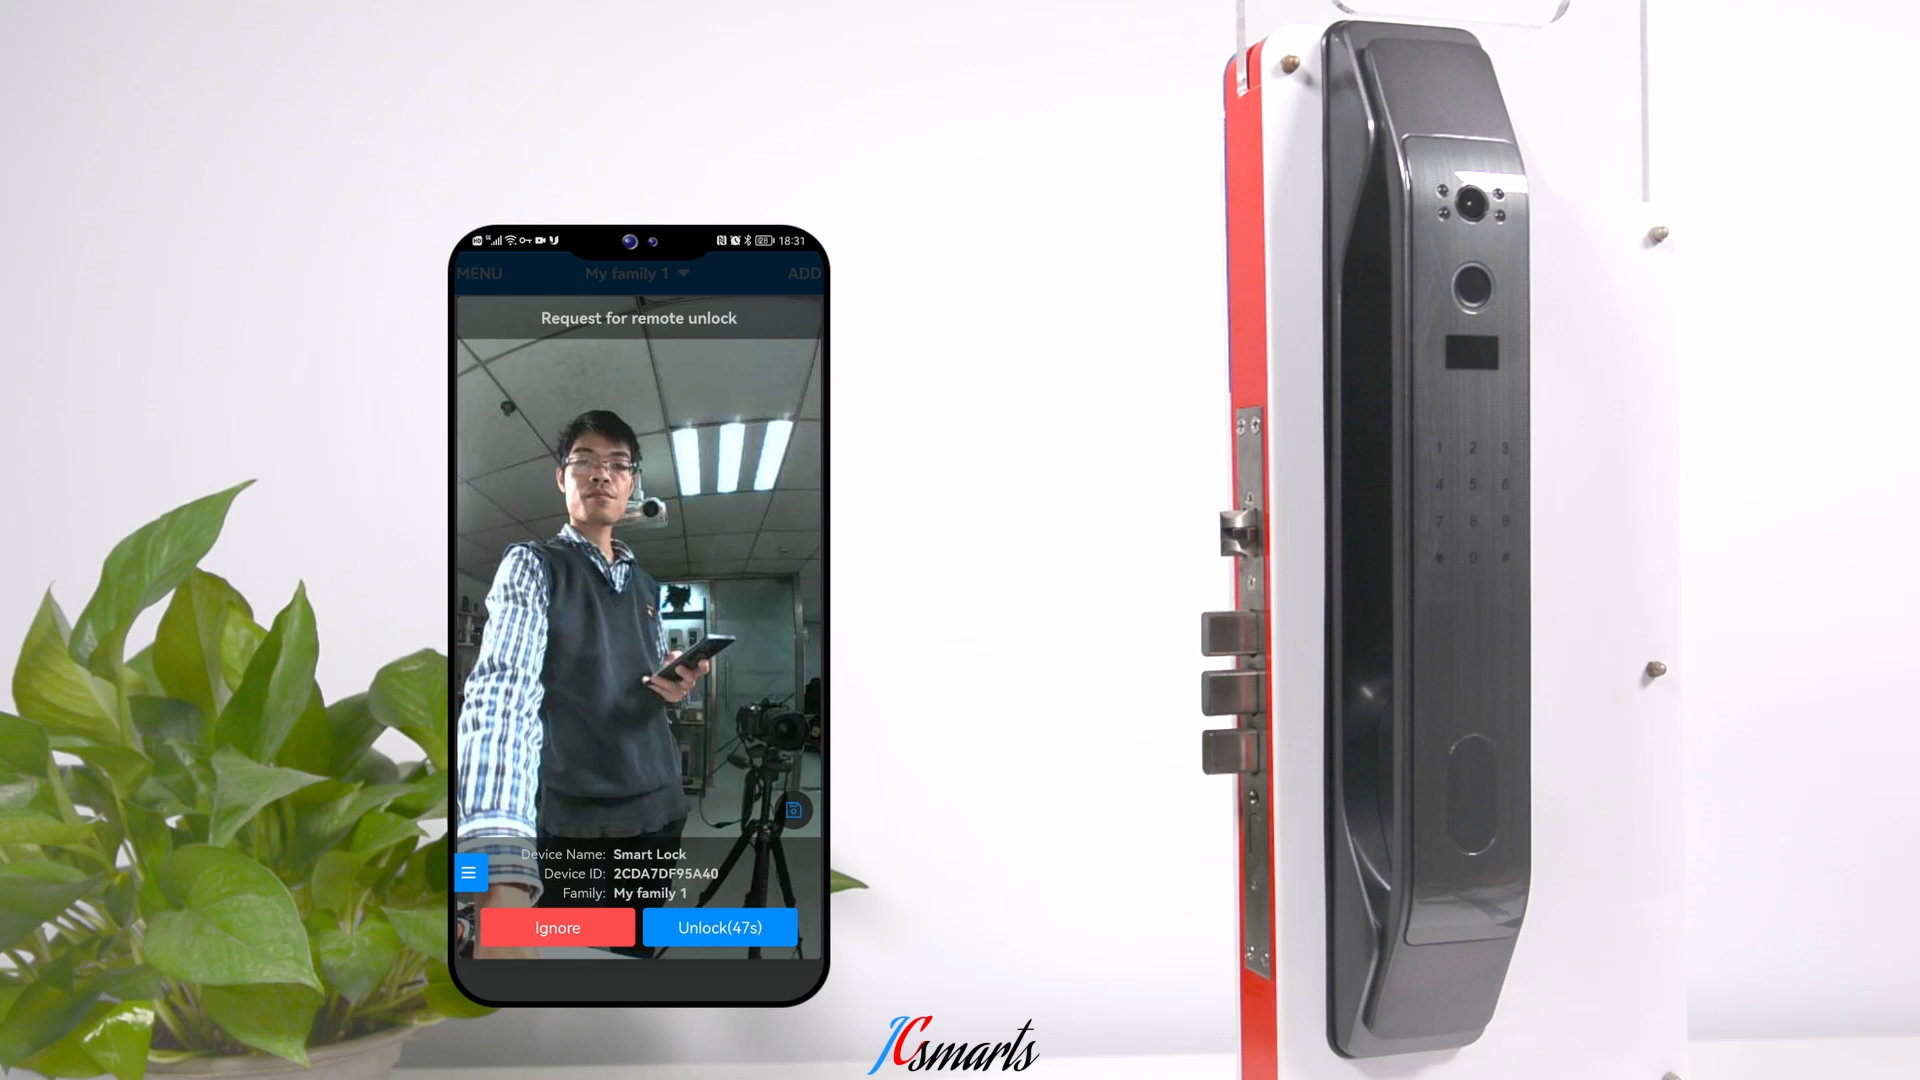 18:31
MENU My family 1 ADD
Request for remote unlock
Device Name: Smart Lock
Device ID: 2CDA7DF95A40
Family: My family 1
Ignore Unlock(47s)
1 2 3
4 5 6
7 8 9
* 0 #
JCsmarts